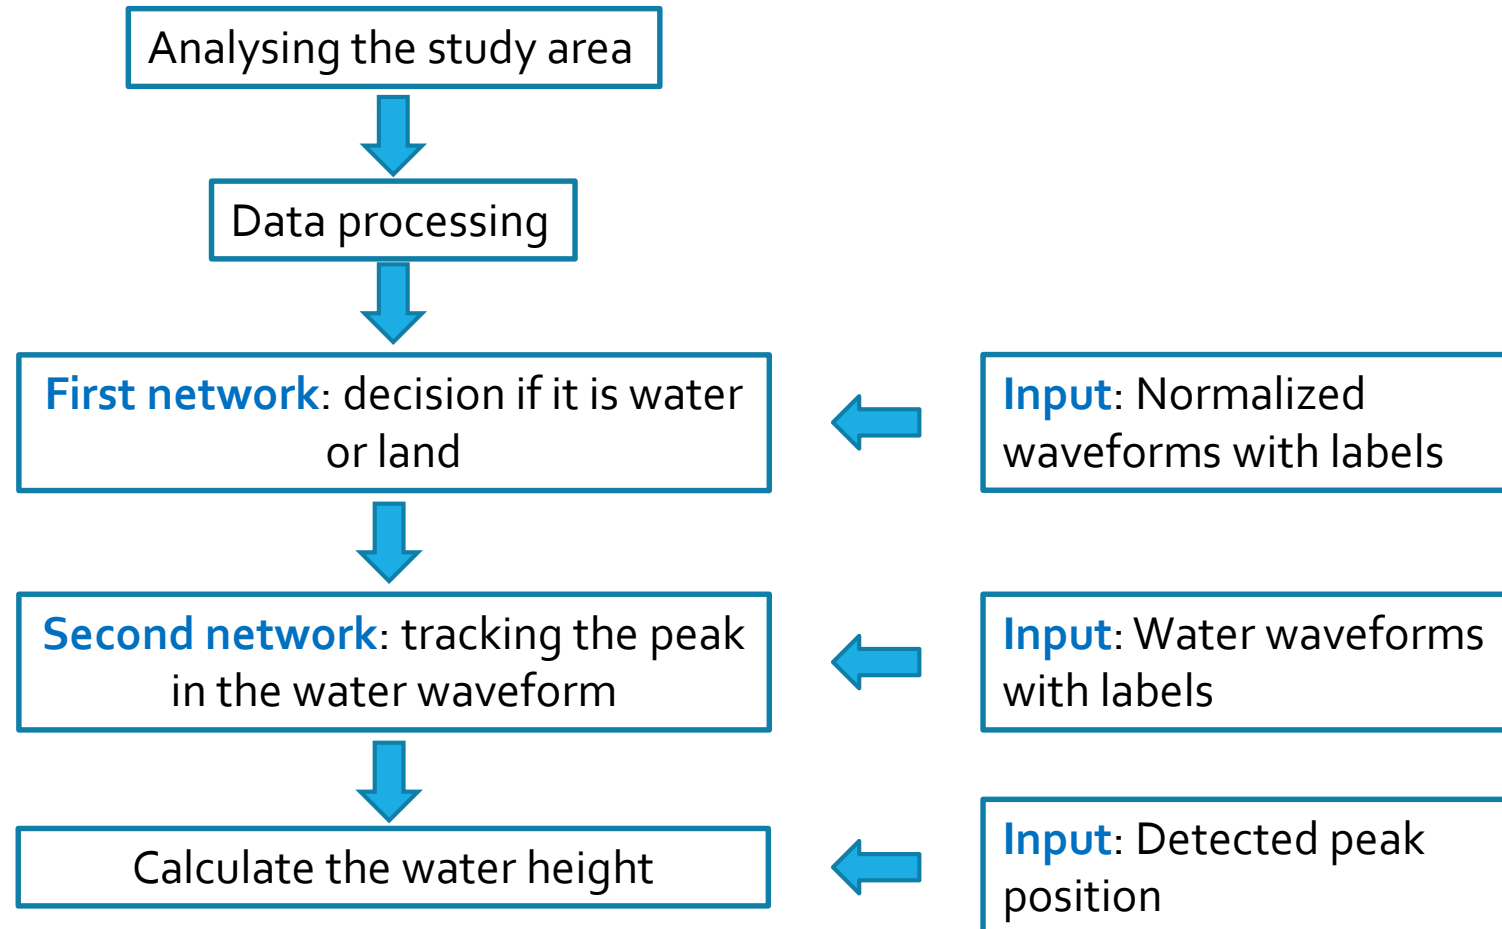 Analysing the study area
Data processing
First network: decision if it is water
or land
Input: Normalized
waveforms with labels
Second network: tracking the peak
in the water waveform
Input: Water waveforms
with labels
Calculate the water height
Input: Detected peak
position